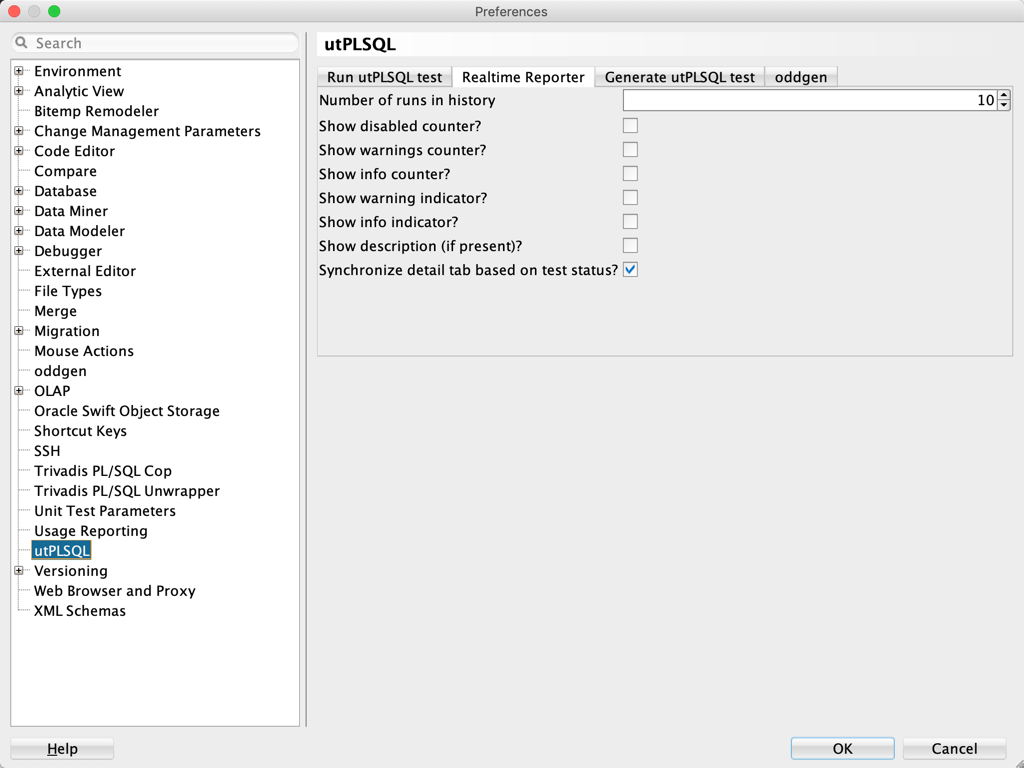 Preferences
Search
Environment
Analytic View
Bitemp Remodeler
Change Management Parameters
Code Editor
Compare
Database
Data Miner
Data Modeler
Debugger
External Editor
File Types
Merge
Migration
Mouse Actions
oddgen
OLAP
Oracle Swift Object Storage
Shortcut Keys
SSH
Trivadis PL/SQL Cop
Trivadis PL/SQL Unwrapper
Unit Test Parameters
Usage Reporting
utPLSQL
Versioning
Web Browser and Proxy
XML Schemas
utPLSQL
Run utPLSQL test Realtime Reporter Generate utPLSQL test oddgen
Number of runs in history 10
Show disabled counter?
Show warnings counter?
Show info counter?
Show warning indicator?
Show info indicator?
Show description (if present)?
Synchronize detail tab based on test status?
Help OK Cancel